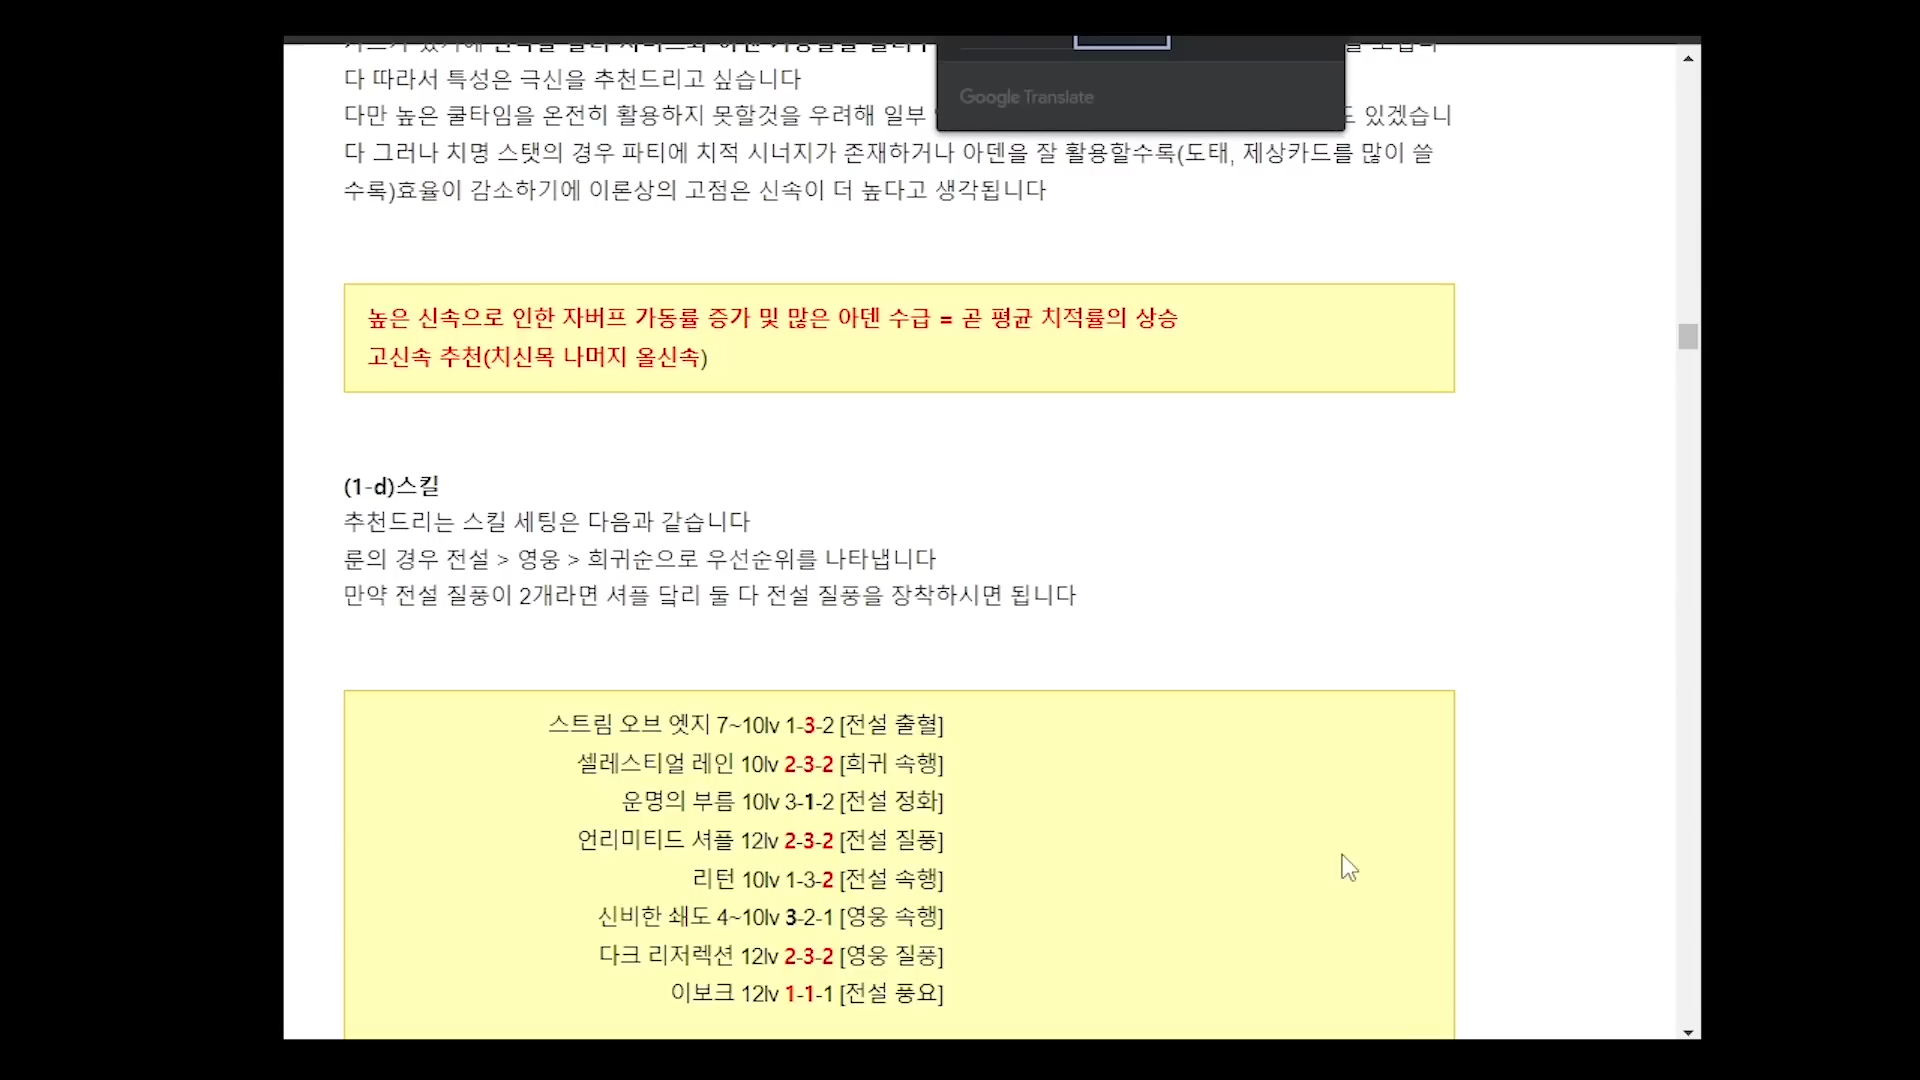 다 따라서 특성은 극신을 추천드리고 싶습니다
Google Translate
다만 높은 쿨타임을 온전히 활용하지 못할것을 우려해 일부 도 있겠습니
다 그러나 치명 스탯의 경우 파티에 치적 시너지가 존재하거나 아덴을 잘 활용할수록(도태, 제상카드를 많이 쓸
수록)효율이 감소하기에 이론상의 고점은 신속이 더 높다고 생각됩니다
높은 신속으로 인한 자버프 가동률 증가 및 많은 아덴 수급 = 곧 평균 치적률의 상승
고신속 추천(치신목 나머지 올신속)
(1-d)스킬
추천드리는 스킬 세팅은 다음과 같습니다
룬의 경우 전설 > 영웅 > 희귀순으로 우선순위를 나타냅니다
만약 전설 질풍이 2개라면 셔플 닼리 둘 다 전설 질풍을 장착하시면 됩니다
스트림 오브 엣지 7~10lv 1-3-2 [전설 출혈]
셀레스티얼 레인 10lv 2-3-2 [희귀 속행]
운명의 부름 10lv 3-1-2 [전설 정화]
언리미티드 셔플 12lv 2-3-2 [전설 질풍]
리턴 10lv 1-3-2 [전설 속행]
신비한 쇄도 4~10lv 3-2-1 [영웅 속행]
다크 리저렉션 12lv 2-3-2 [영웅 질풍]
이보크 12lv 1-1-1 [전설 풍요]